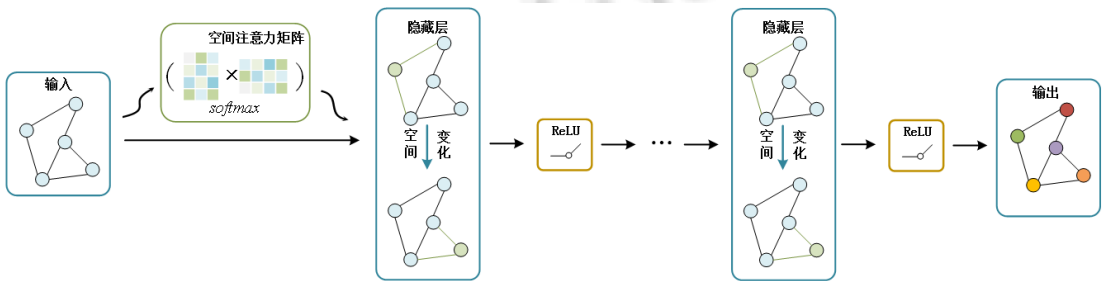 输入
空间注意力矩阵
( × )
softmax
隐藏层
空间 变化
ReLU
...
隐藏层
空间 变化
ReLU
输出